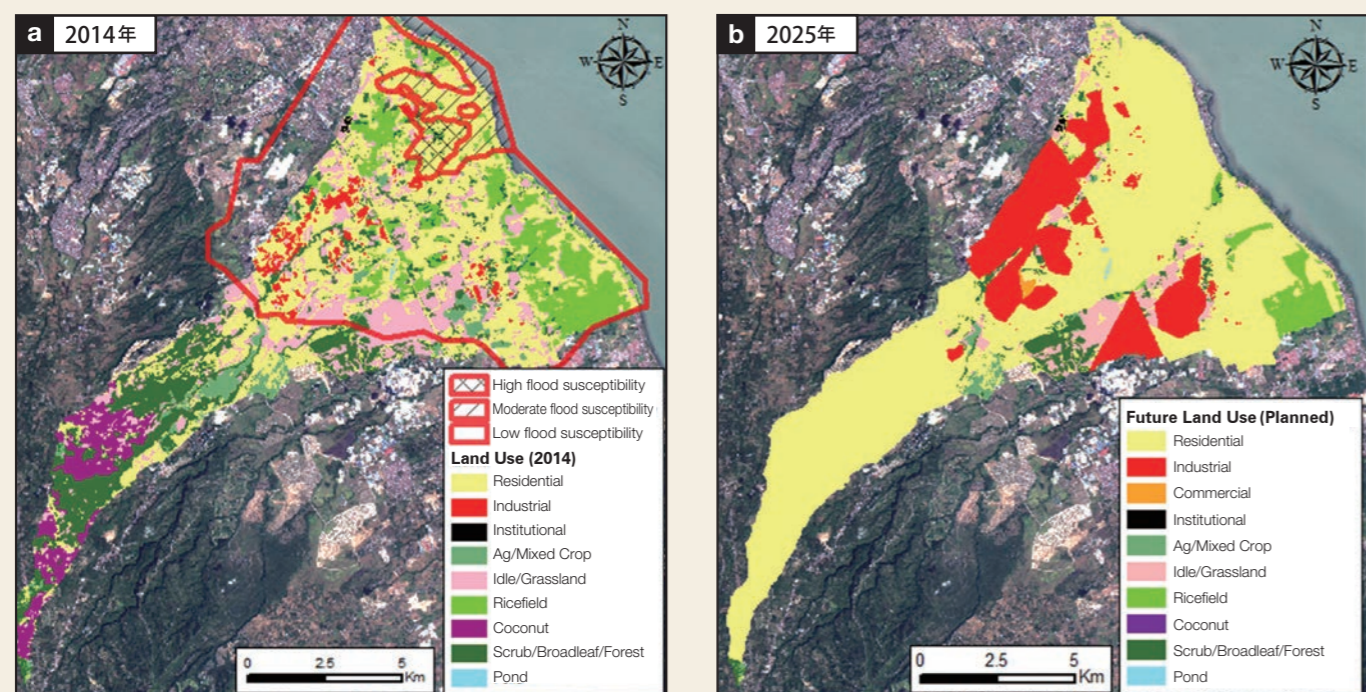 a 2014年
N
W E
S
High flood susceptibility
Moderate flood susceptibility
Low flood susceptibility
Land Use (2014)
Residential
Industrial
Institutional
Ag/Mixed Crop
Idle/Grassland
Ricefield
Coconut
Scrub/Broadleaf/Forest
Pond
0 2.5 5
Km
b 2025年
N
W E
S
Future Land Use (Planned)
Residential
Industrial
Commercial
Institutional
Ag/Mixed Crop
Idle/Grassland
Ricefield
Coconut
Scrub/Broadleaf/Forest
Pond
0 2.5 5
Km